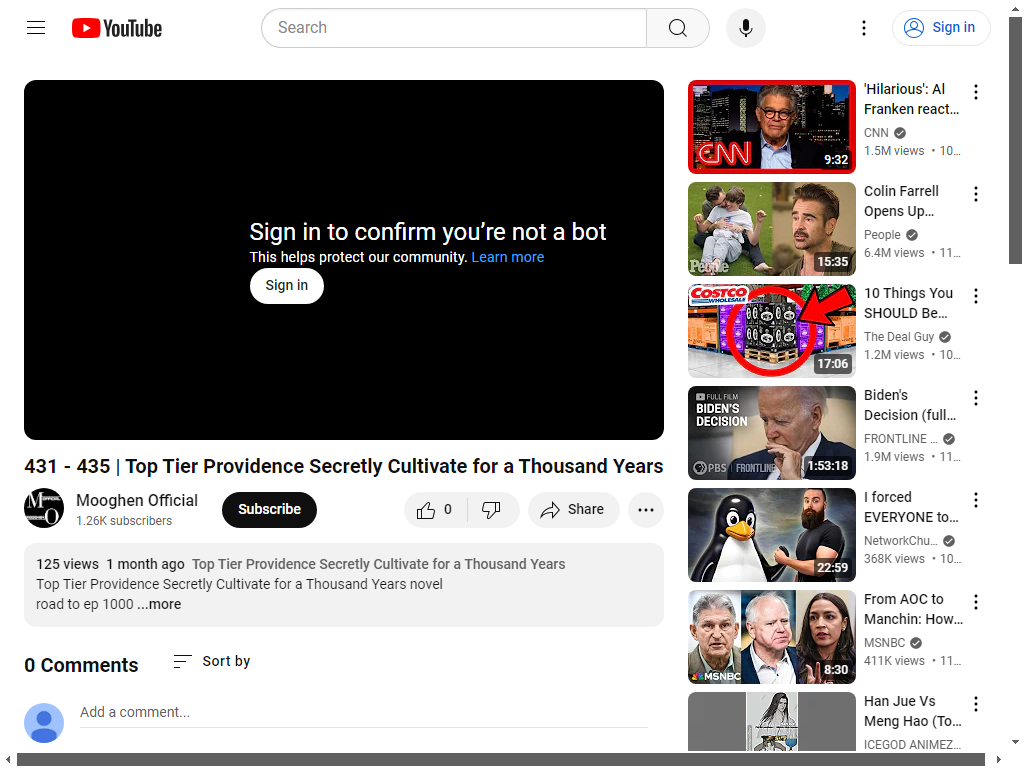 YouTube
Search
Sign in
Sign in to confirm you’re not a bot
This helps protect our community. Learn more
Sign in
431 - 435 | Top Tier Providence Secretly Cultivate for a Thousand Years
Mooghen Official
1.26K subscribers
Subscribe
0
Share
125 views 1 month ago Top Tier Providence Secretly Cultivate for a Thousand Years
Top Tier Providence Secretly Cultivate for a Thousand Years novel
road to ep 1000 ...more
0 Comments
Sort by
Add a comment...
CNN
9:32
'Hilarious': Al
Franken react...
CNN
1.5M views • 10...
People
15:35
Colin Farrell
Opens Up...
People
6.4M views • 11...
COSTCO
WHOLESALE
17:06
10 Things You
SHOULD Be...
The Deal Guy
1.2M views • 10...
FULL FILM
BIDEN'S
DECISION
PBS FRONTLINE
1:53:18
Biden's
Decision (full...
FRONTLINE ...
1.9M views • 11...
22:59
I forced
EVERYONE to...
NetworkChu...
368K views • 10...
MSNBC
8:30
From AOC to
Manchin: How...
MSNBC
411K views • 11...
Han Jue Vs
Meng Hao (To...
ICEGOD ANIMEZ...